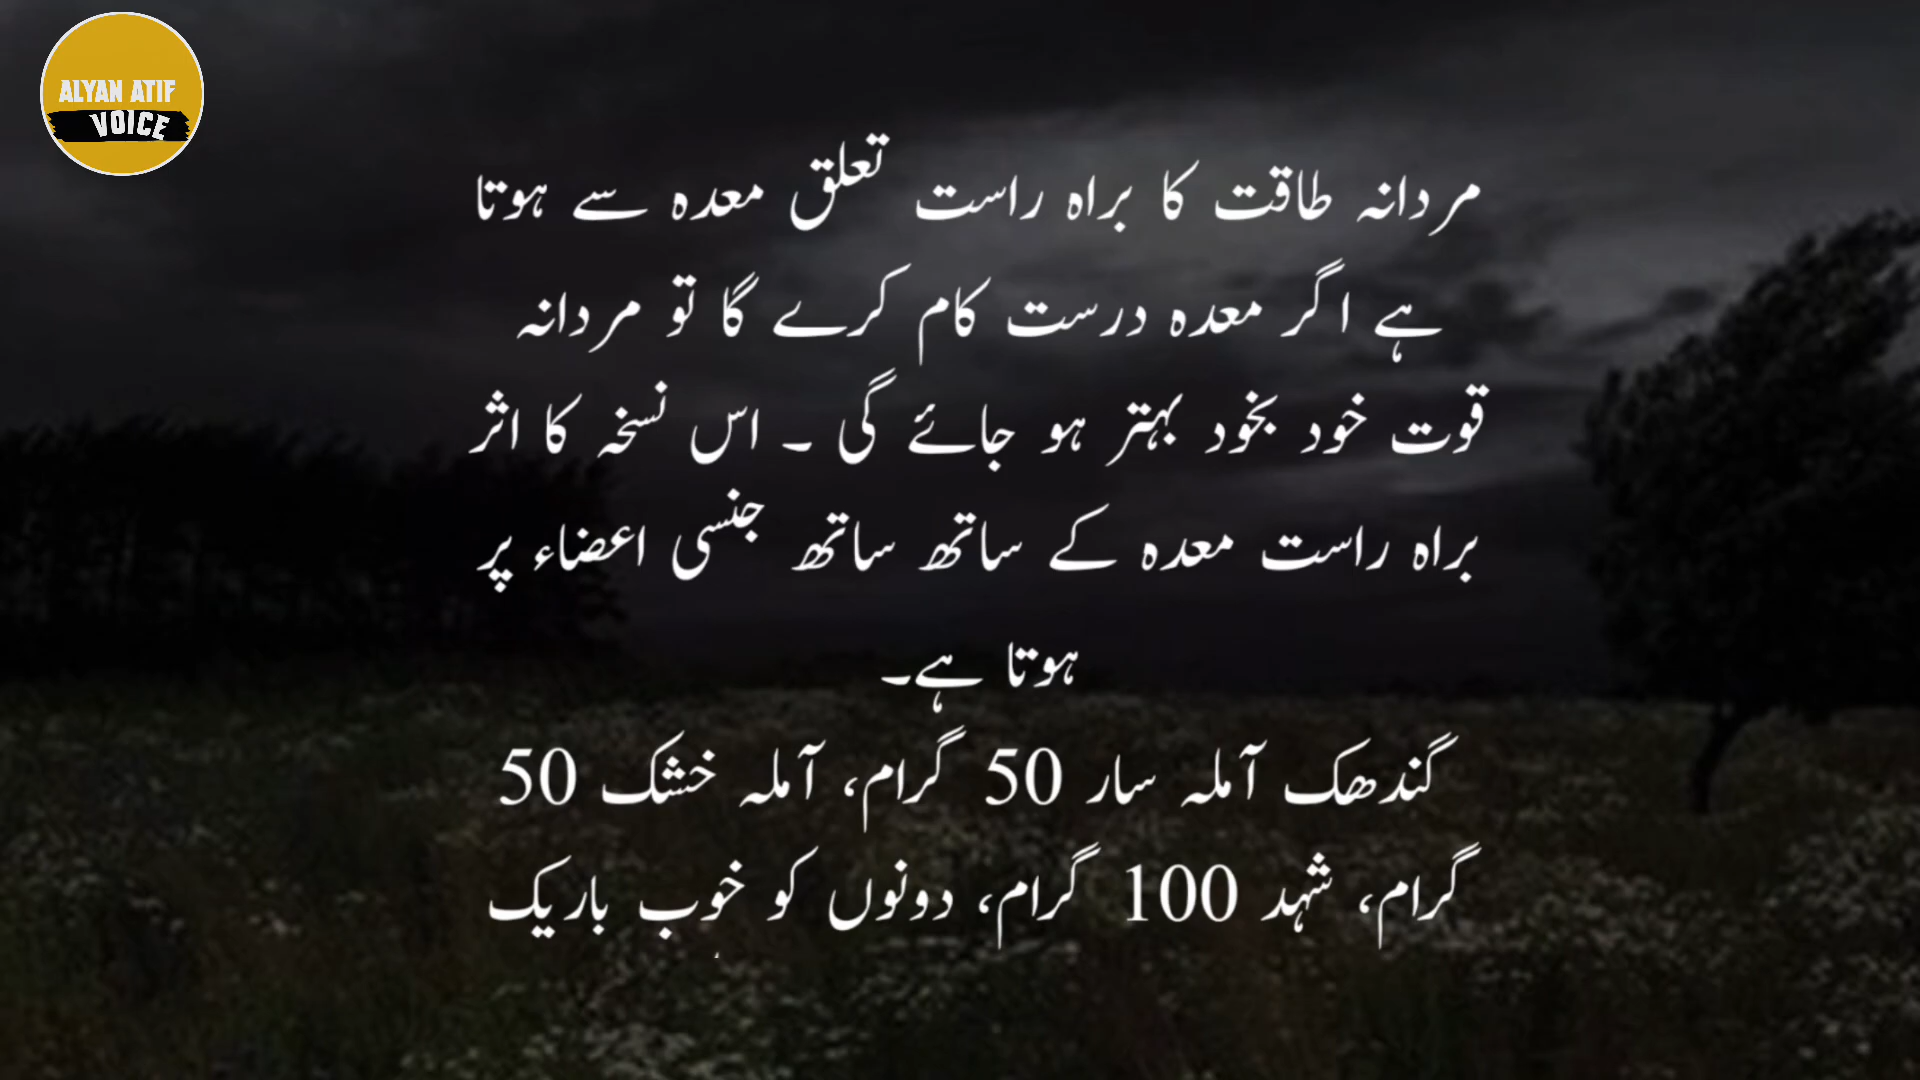 ALYAN ATIF
VOICE
مردانہ طاقت کا براہ راست تعلق معدہ سے ہوتا
ہے اگر معدہ درست کام کرے گا تو مردانہ
قوت خود بخود بہتر ہو جائے گی ۔ اس نسخہ کا اثر
براہ راست معدہ کے ساتھ ساتھ جنسی اعضاء پر
ہوتا ہے۔
گندھک آملہ سار 50 گرام، آملہ خشک 50
گرام، شہد 100 گرام، دونوں کو خوب باریک